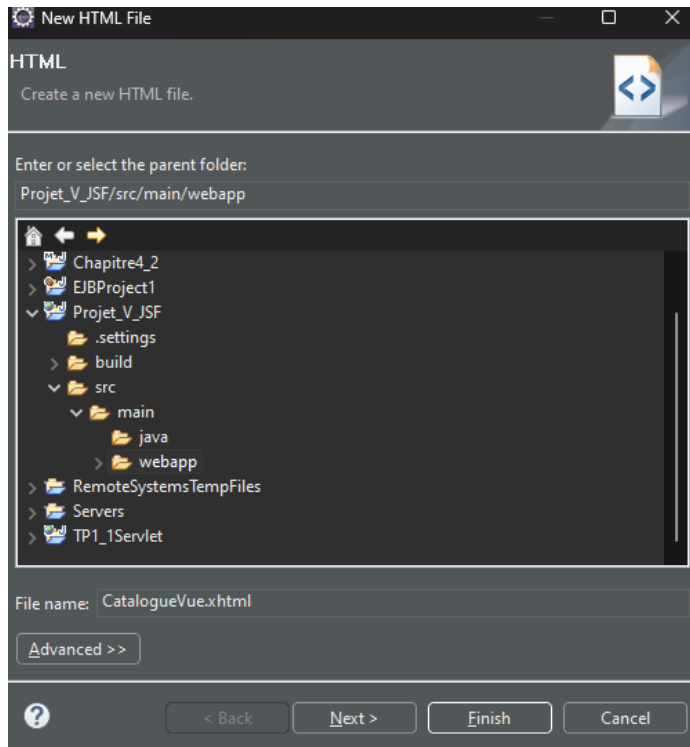 New HTML File
HTML
Create a new HTML file.
Enter or select the parent folder:
Projet_V_JSF/src/main/webapp
Chapitre4_2
EJBProject1
Projet_V_JSF
.settings
build
src
main
java
webapp
RemoteSystemsTempFiles
Servers
TP1_1Servlet
File name: CatalogueVue.xhtml
Advanced >>
< Back Next > Finish Cancel